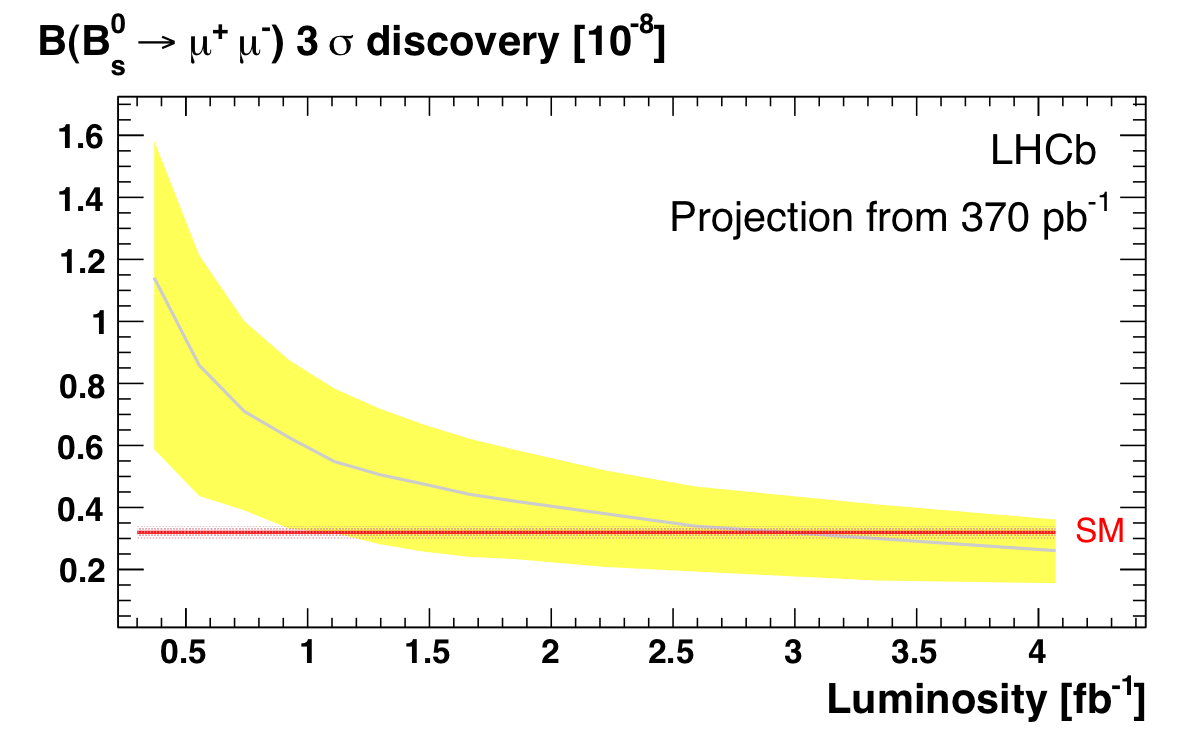 B(B⁰ₛ → μ⁺ μ⁻) 3 σ discovery [10⁻⁸]
LHCb
Projection from 370 pb⁻¹
1.6
1.4
1.2
1
0.8
0.6
0.4
0.2
SM
0.5 1 1.5 2 2.5 3 3.5 4
Luminosity [fb⁻¹]